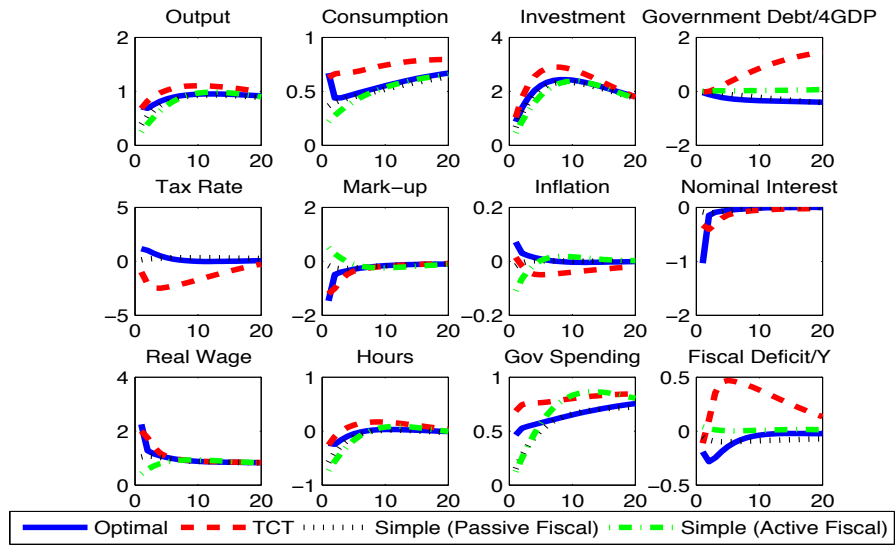 Output Consumption Investment Government Debt/4GDP
2 1 4 2
1 0.5 2 0
0 0 0 −2
0 10 20 0 10 20 0 10 20 0 10 20
Tax Rate Mark−up Inflation Nominal Interest
5 2 0.2 0
0 0 0 −1
−5 −2 −0.2 −2
0 10 20 0 10 20 0 10 20 0 10 20
Real Wage Hours Gov Spending Fiscal Deficit/Y
4 1 1 0.5
2 0 0.5 0
0 −1 0 −0.5
0 10 20 0 10 20 0 10 20 0 10 20
Optimal TCT Simple (Passive Fiscal) Simple (Active Fiscal)